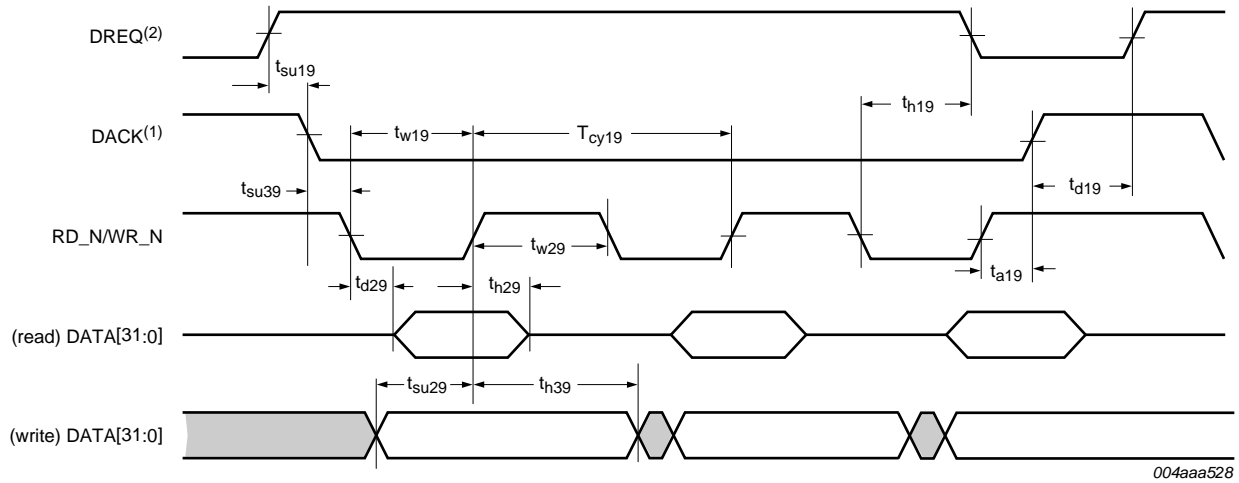 DREQ(2)
tsu19
th19
DACK(1)
tw19
Tcy19
tsu39
td19
RD_N/WR_N
tw29
td29
th29
ta19
(read) DATA[31:0]
tsu29
th39
(write) DATA[31:0]
004aaa528